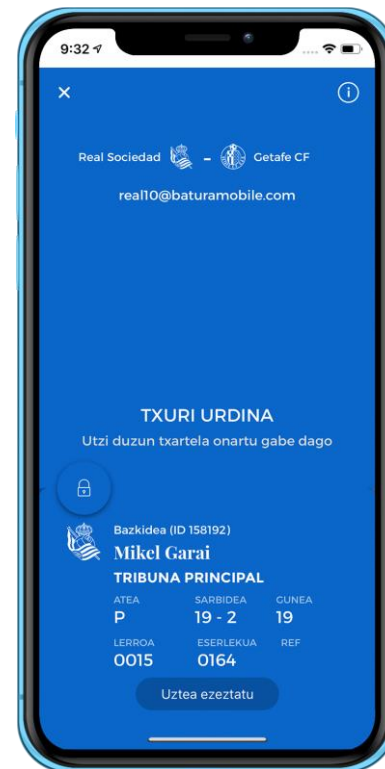 9:32
Real Sociedad - Getafe CF
real10@baturamobile.com
TXURI URDINA
Utzi duzun txartela onartu gabe dago
Bazkidea (ID 158192)
Mikel Garai
TRIBUNA PRINCIPAL
ATEA SARBIDEA GUNEA
P 19 - 2 19
LERROA ESERLEKUA REF
0015 0164
Uztea ezeztatu